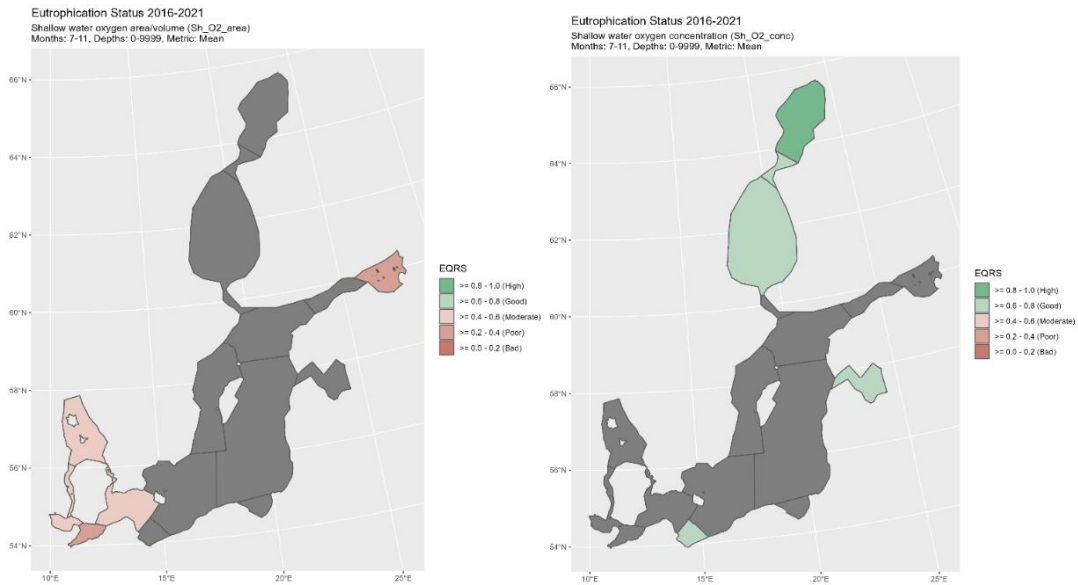 Eutrophication Status 2016-2021
Shallow water oxygen area/volume (Sh_O2_area)
Months: 7-11, Depths: 0-9999, Metric: Mean
66°N
64°N
62°N
60°N
58°N
56°N
54°N
10°E
15°E
20°E
25°E
EQRS
>= 0.8 - 1.0 (High)
>= 0.6 - 0.8 (Good)
>= 0.4 - 0.6 (Moderate)
>= 0.2 - 0.4 (Poor)
>= 0.0 - 0.2 (Bad)
Eutrophication Status 2016-2021
Shallow water oxygen concentration (Sh_O2_conc)
Months: 7-11, Depths: 0-9999, Metric: Mean
66°N
64°N
62°N
60°N
58°N
56°N
54°N
10°E
15°E
20°E
25°E
EQRS
>= 0.8 - 1.0 (High)
>= 0.6 - 0.8 (Good)
>= 0.4 - 0.6 (Moderate)
>= 0.2 - 0.4 (Poor)
>= 0.0 - 0.2 (Bad)